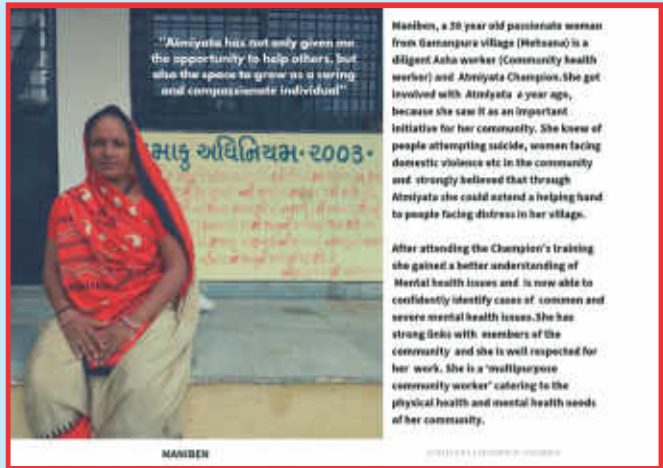 "Atmiyata has not only given me
the opportunity to help others, but
also the space to grow as a caring
and compassionate individual"
માકુ અધિનિયમ-૨૦૦૩
Maniben, a 38 year old passionate woman
from Gamanpura village (Mehsana) is a
diligent Asha worker (Community health
worker) and Atmiyata Champion.She got
involved with Atmiyata a year ago,
because she saw it as an important
initiative for her community. She knew of
people attempting suicide, women facing
domestic violence etc in the community
and strongly believed that through
Atmiyata she could extend a helping hand
to people facing distress in her village.
After attending the Champion's training
she gained a better understanding of
Mental health issues and is now able to
confidently identify cases of common and
severe mental health issues.She has
strong links with members of the
community and she is well respected for
her work. She is a 'multipurpose
community worker' catering to the
physical health and mental health needs
of her community.
MANIBEN